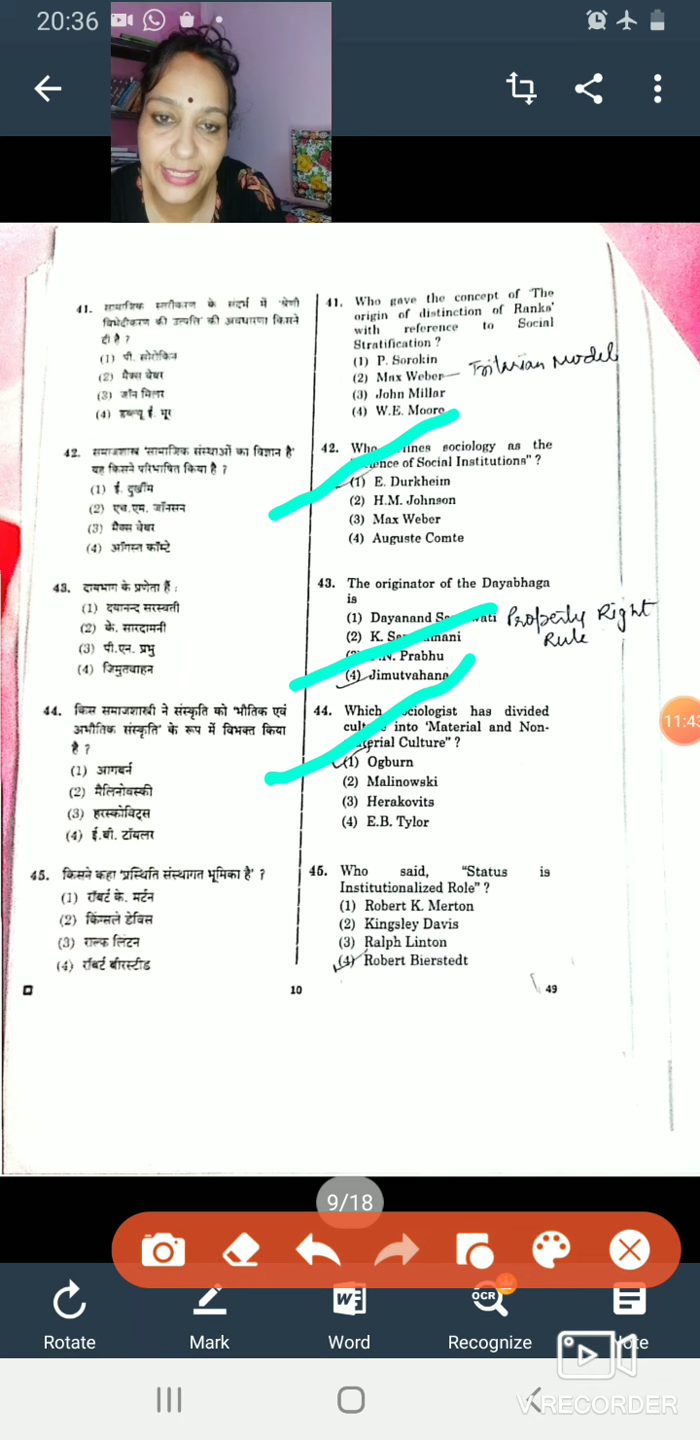 20:36
41. सामाजिक स्तरीकरण के संदर्भ में 'श्रेणी
विभेदीकरण की उत्पत्ति' की अवधारणा किसने
दी है ?
(1) पी. सोरोकिन
(2) मैक्स वेबर
(3) जॉन मिलर
(4) डब्ल्यू ई. मूर
42. समाजशास्त्र 'सामाजिक संस्थाओं का विज्ञान है'
यह किसने परिभाषित किया है ?
(1) ई. दुर्खीम
(2) एच.एम. जॉनसन
(3) मैक्स वेबर
(4) ऑगस्त कॉम्टे
43. दायभाग के प्रणेता हैं :
(1) दयानन्द सरस्वती
(2) के. सारदामनी
(3) पी.एन. प्रभु
(4) जिमुतवाहन
44. किस समाजशास्त्री ने संस्कृति को 'भौतिक एवं
अभौतिक संस्कृति' के रूप में विभक्त किया
है ?
(1) आगबर्न
(2) मैलिनोवस्की
(3) हरस्कोविट्स
(4) ई.बी. टॉयलर
45. किसने कहा 'प्रस्थिति संस्थागत भूमिका है' ?
(1) रॉबर्ट के. मर्टन
(2) किंग्सले डेविस
(3) राल्फ लिंटन
(4) रॉबर्ट बीरस्टीड
41. Who gave the concept of 'The
origin of distinction of Ranks'
with reference to Social
Stratification ?
(1) P. Sorokin
(2) Max Weber Model
(3) John Millar
(4) W.E. Moore
42. sociology as the
of Social Institutions" ?
(1) E. Durkheim
(2) H.M. Johnson
(3) Max Weber
(4) Auguste Comte
43. The originator of the Dayabhaga
is
(1) Dayanand Property Right
Rule
(2) K.
Prabhu
(4) Jimutvahana
44. Which has divided
into 'Material and Non-
Culture" ?
(1) Ogburn
(2) Malinowski
(3) Herakovits
(4) E.B. Tylor
45. Who said, "Status is
Institutionalized Role" ?
(1) Robert K. Merton
(2) Kingsley Davis
(3) Ralph Linton
(4) Robert Bierstedt
10
49
11:43
9/18
Rotate
Mark
W Word
OCR Recognize
V RECORDER